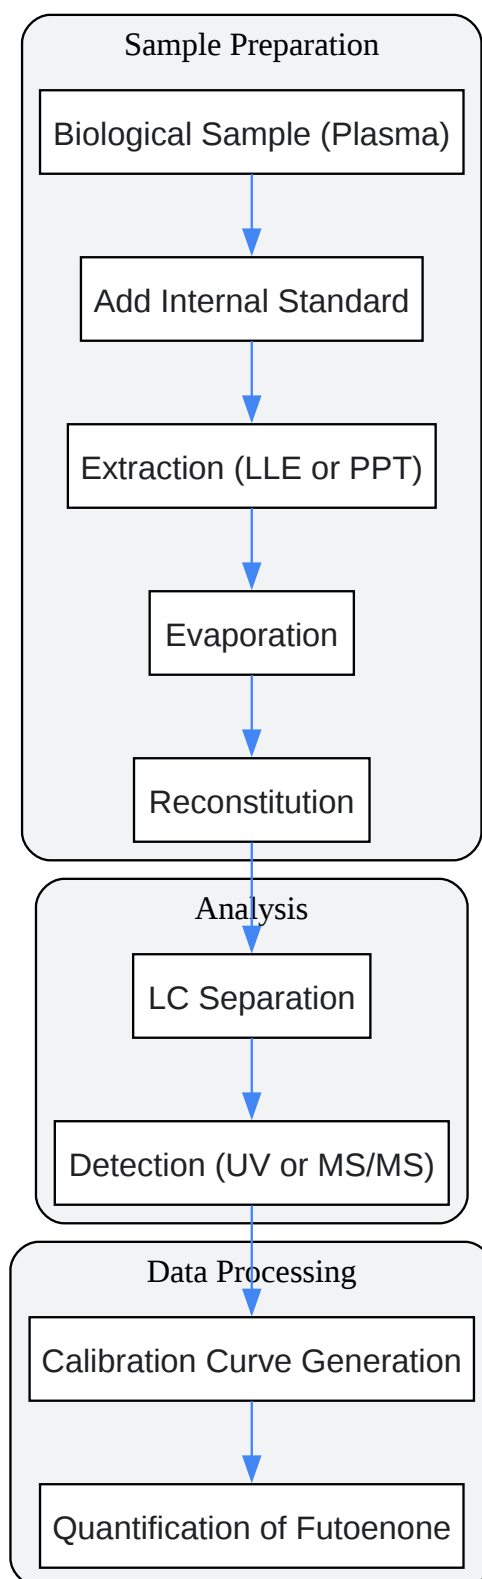 Sample Preparation
Biological Sample (Plasma)
Add Internal Standard
Extraction (LLE or PPT)
Evaporation
Reconstitution
Analysis
LC Separation
Detection (UV or MS/MS)
Data Processing
Calibration Curve Generation
Quantification of Futoenone